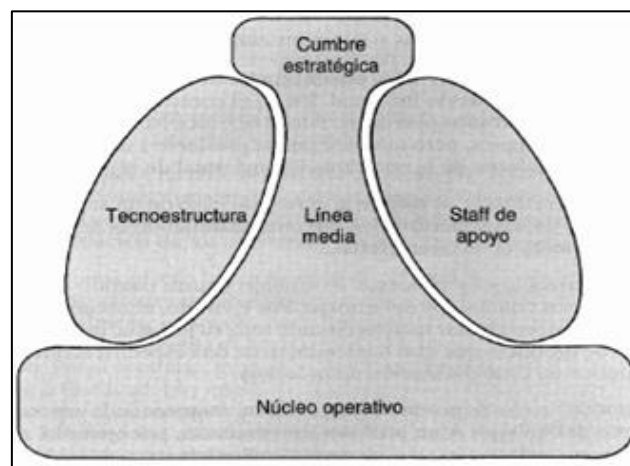 Cumbre
estratégica
Tecnoestructura
Línea
media
Staff de
apoyo
Núcleo operativo